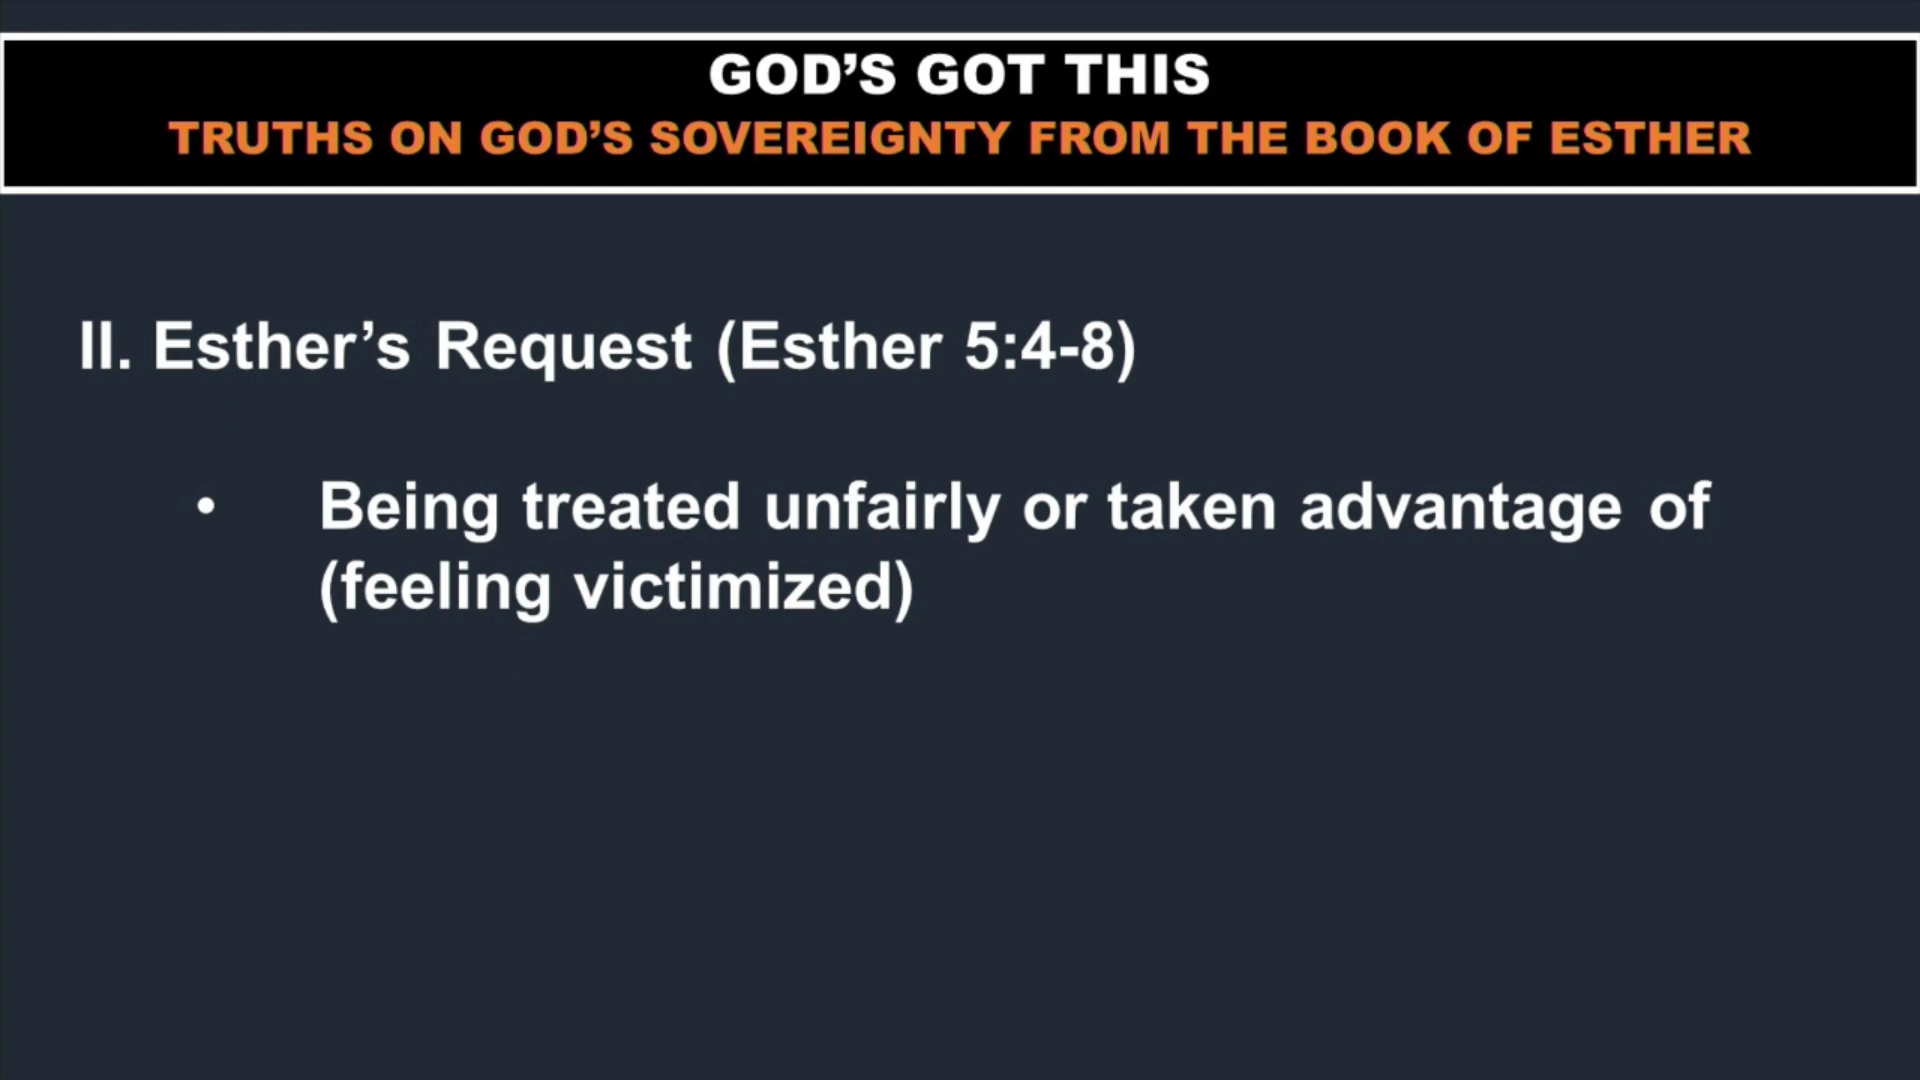 GOD’S GOT THIS
TRUTHS ON GOD’S SOVEREIGNTY FROM THE BOOK OF ESTHER
II. Esther’s Request (Esther 5:4-8)
• Being treated unfairly or taken advantage of
(feeling victimized)